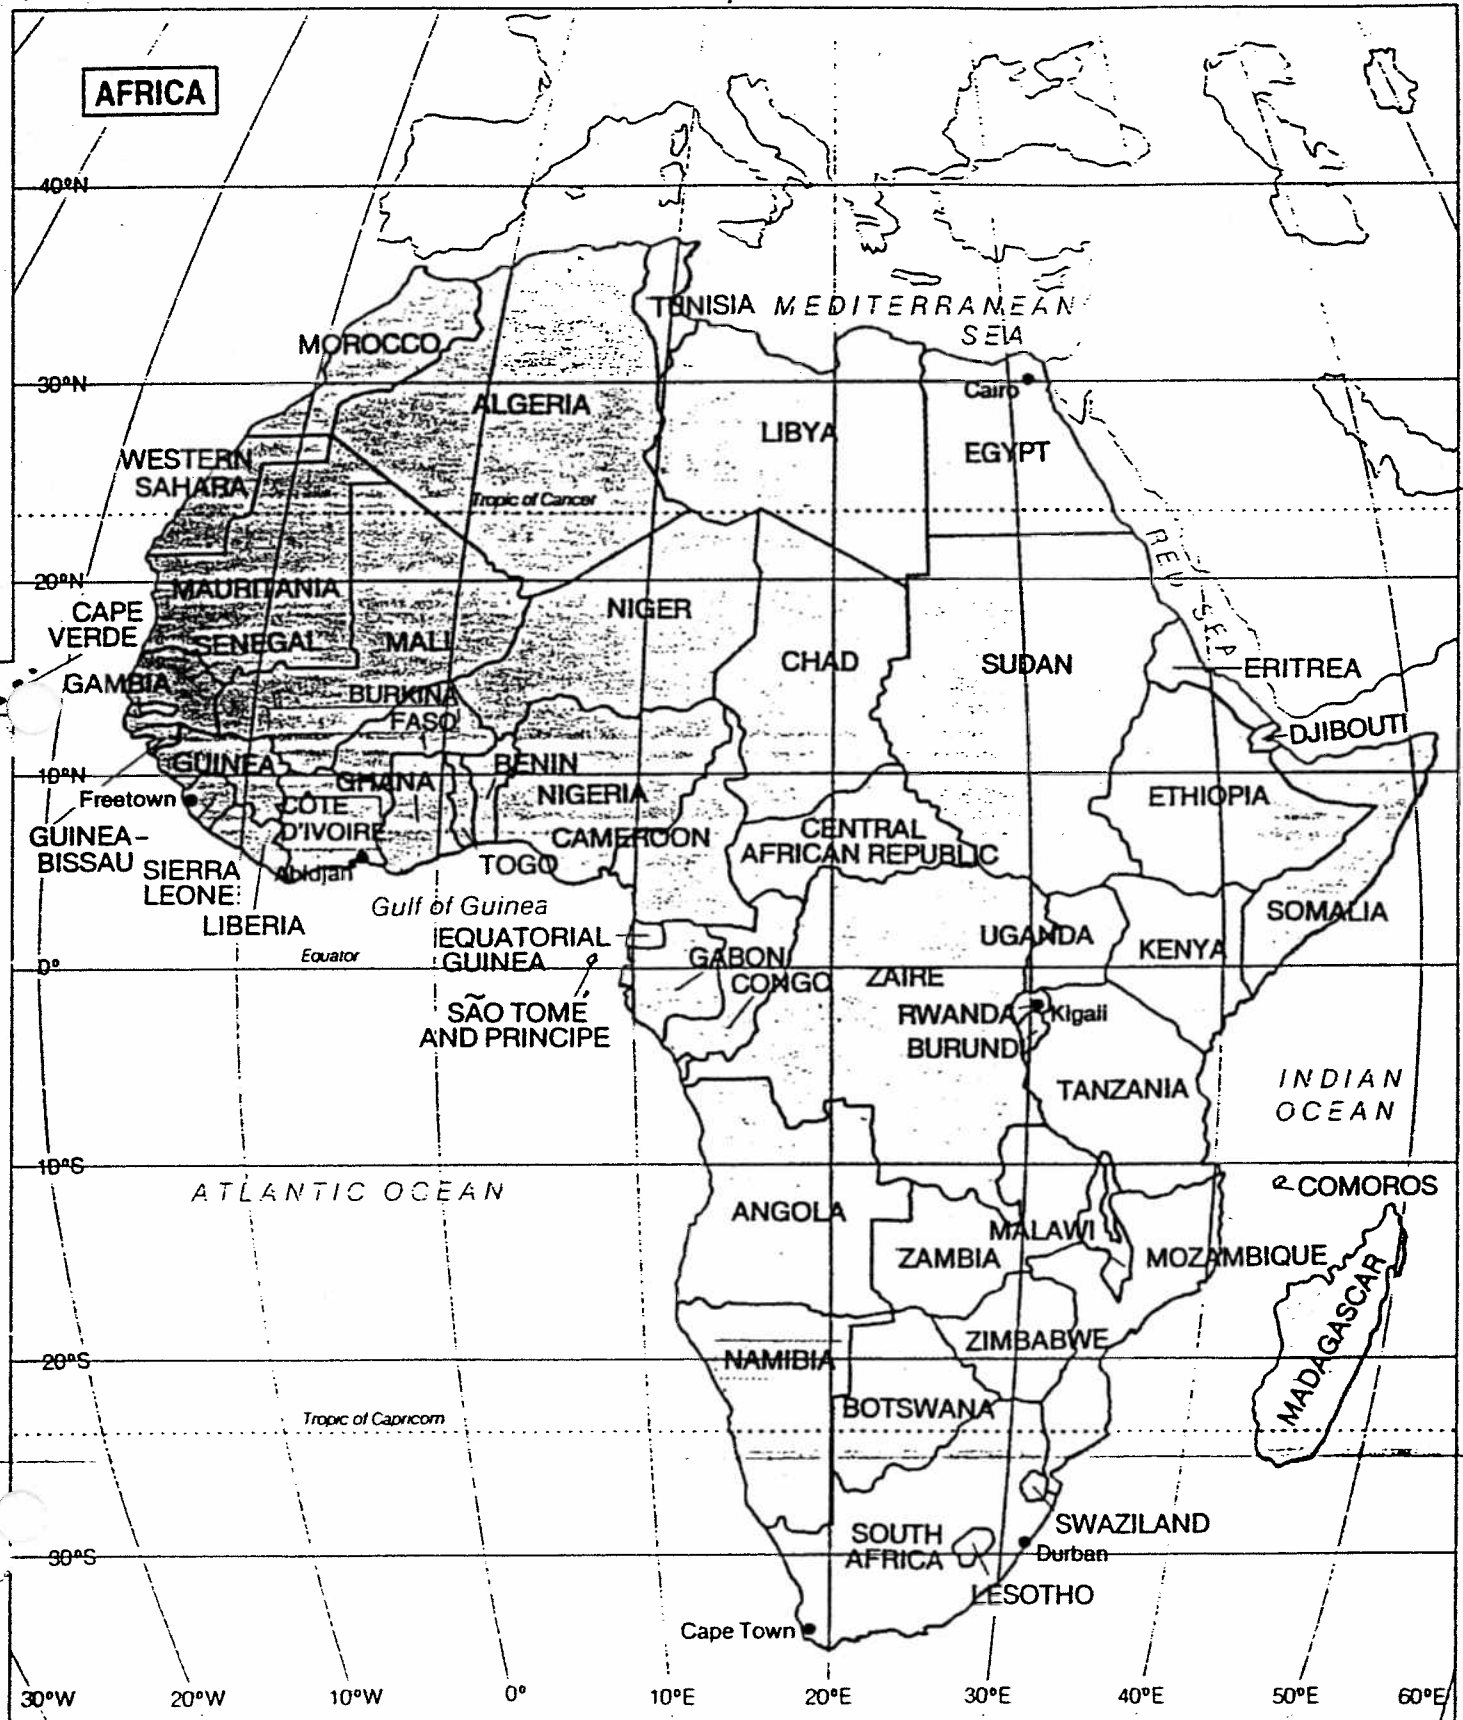 AFRICA
40°N
TUNISIA
MEDITERRANEAN
SEA
MOROCCO
30°N
Cairo
ALGERIA
LIBYA
EGYPT
WESTERN
SAHARA
Tropic of Cancer
RED SEA
20°N
MAURITANIA
CAPE
VERDE
NIGER
SENEGAL
MALI
CHAD
SUDAN
ERITREA
GAMBIA
BURKINA
FASO
DJIBOUTI
GUINEA
BENIN
10°N
GHANA
Freetown
NIGERIA
ETHIOPIA
CÔTE
D'IVOIRE
GUINEA-
BISSAU
CAMEROON
CENTRAL
AFRICAN REPUBLIC
SIERRA
LEONE
Abidjan
TOGO
LIBERIA
Gulf of Guinea
SOMALIA
EQUATORIAL
GUINEA
UGANDA
KENYA
Equator
GABON
0°
CONGO
ZAIRE
SÃO TOMÉ
AND PRINCIPE
RWANDA
Kigali
BURUNDI
TANZANIA
INDIAN
OCEAN
10°S
ATLANTIC OCEAN
COMOROS
ANGOLA
MALAWI
ZAMBIA
MOZAMBIQUE
MADAGASCAR
ZIMBABWE
20°S
NAMIBIA
BOTSWANA
Tropic of Capricorn
SWAZILAND
SOUTH
AFRICA
30°S
Durban
LESOTHO
Cape Town
30°W
20°W
10°W
0°
10°E
20°E
30°E
40°E
50°E
60°E